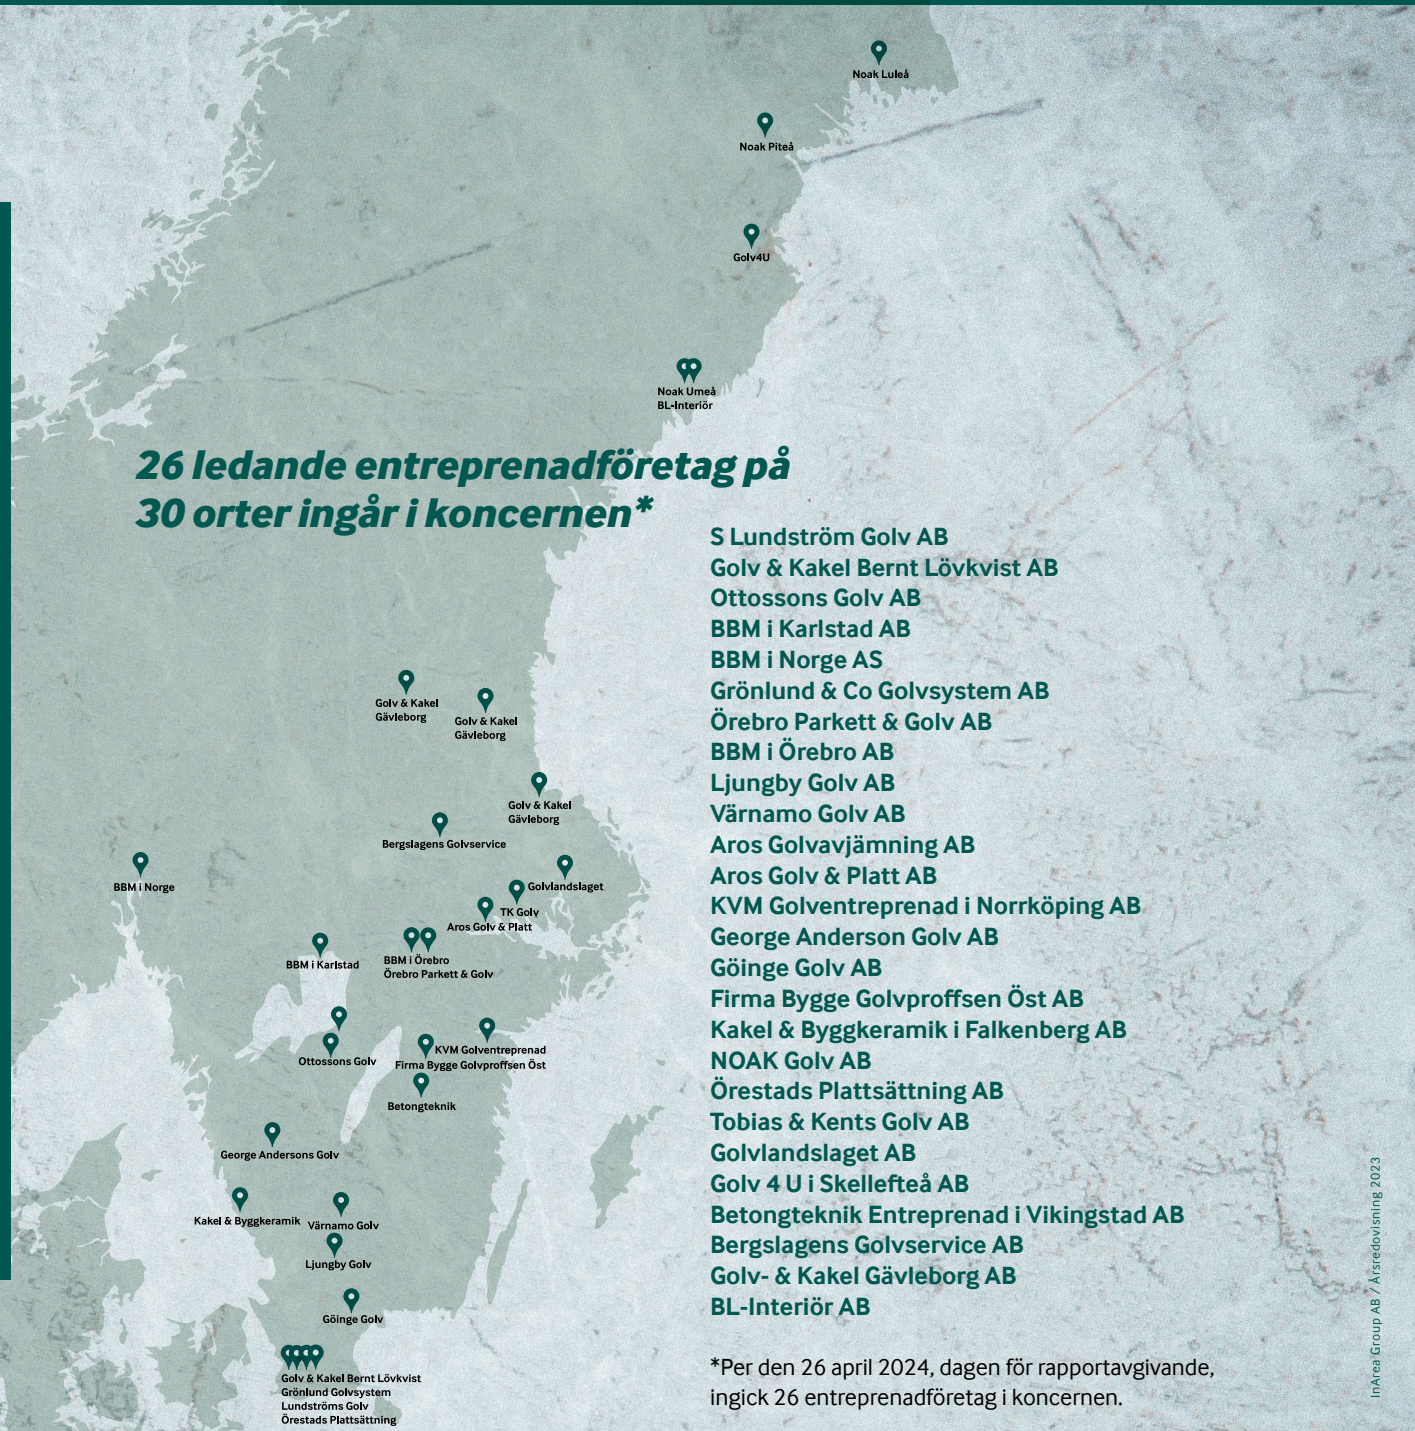 Noak Luleå
Noak Piteå
Golv4U
Noak Umeå
BL-Interiör
26 ledande entreprenadföretag på
30 orter ingår i koncernen*
Golv & Kakel
Gävleborg
Golv & Kakel
Gävleborg
Golv & Kakel
Gävleborg
Bergslagens Golvservice
BBM i Norge
Golvlandslaget
TK Golv
Aros Golv & Platt
BBM i Karlstad
BBM i Örebro
Örebro Parkett & Golv
Ottossons Golv
KVM Golventreprenad
Firma Bygge Golvproffsen Öst
Betongteknik
George Andersons Golv
Kakel & Byggkeramik
Värnamo Golv
Ljungby Golv
Göinge Golv
Golv & Kakel Bernt Lövkvist
Grönlund Golvsystem
Lundströms Golv
Örestads Plattsättning
S Lundström Golv AB
Golv & Kakel Bernt Lövkvist AB
Ottossons Golv AB
BBM i Karlstad AB
BBM i Norge AS
Grönlund & Co Golvsystem AB
Örebro Parkett & Golv AB
BBM i Örebro AB
Ljungby Golv AB
Värnamo Golv AB
Aros Golvavjämning AB
Aros Golv & Platt AB
KVM Golventreprenad i Norrköping AB
George Anderson Golv AB
Göinge Golv AB
Firma Bygge Golvproffsen Öst AB
Kakel & Byggkeramik i Falkenberg AB
NOAK Golv AB
Örestads Plattsättning AB
Tobias & Kents Golv AB
Golvlandslaget AB
Golv 4 U i Skellefteå AB
Betongteknik Entreprenad i Vikingstad AB
Bergslagens Golvservice AB
Golv- & Kakel Gävleborg AB
BL-Interiör AB
*Per den 26 april 2024, dagen för rapportavgivande,
ingick 26 entreprenadföretag i koncernen.
InArea Group AB / Årsredovisning 2023